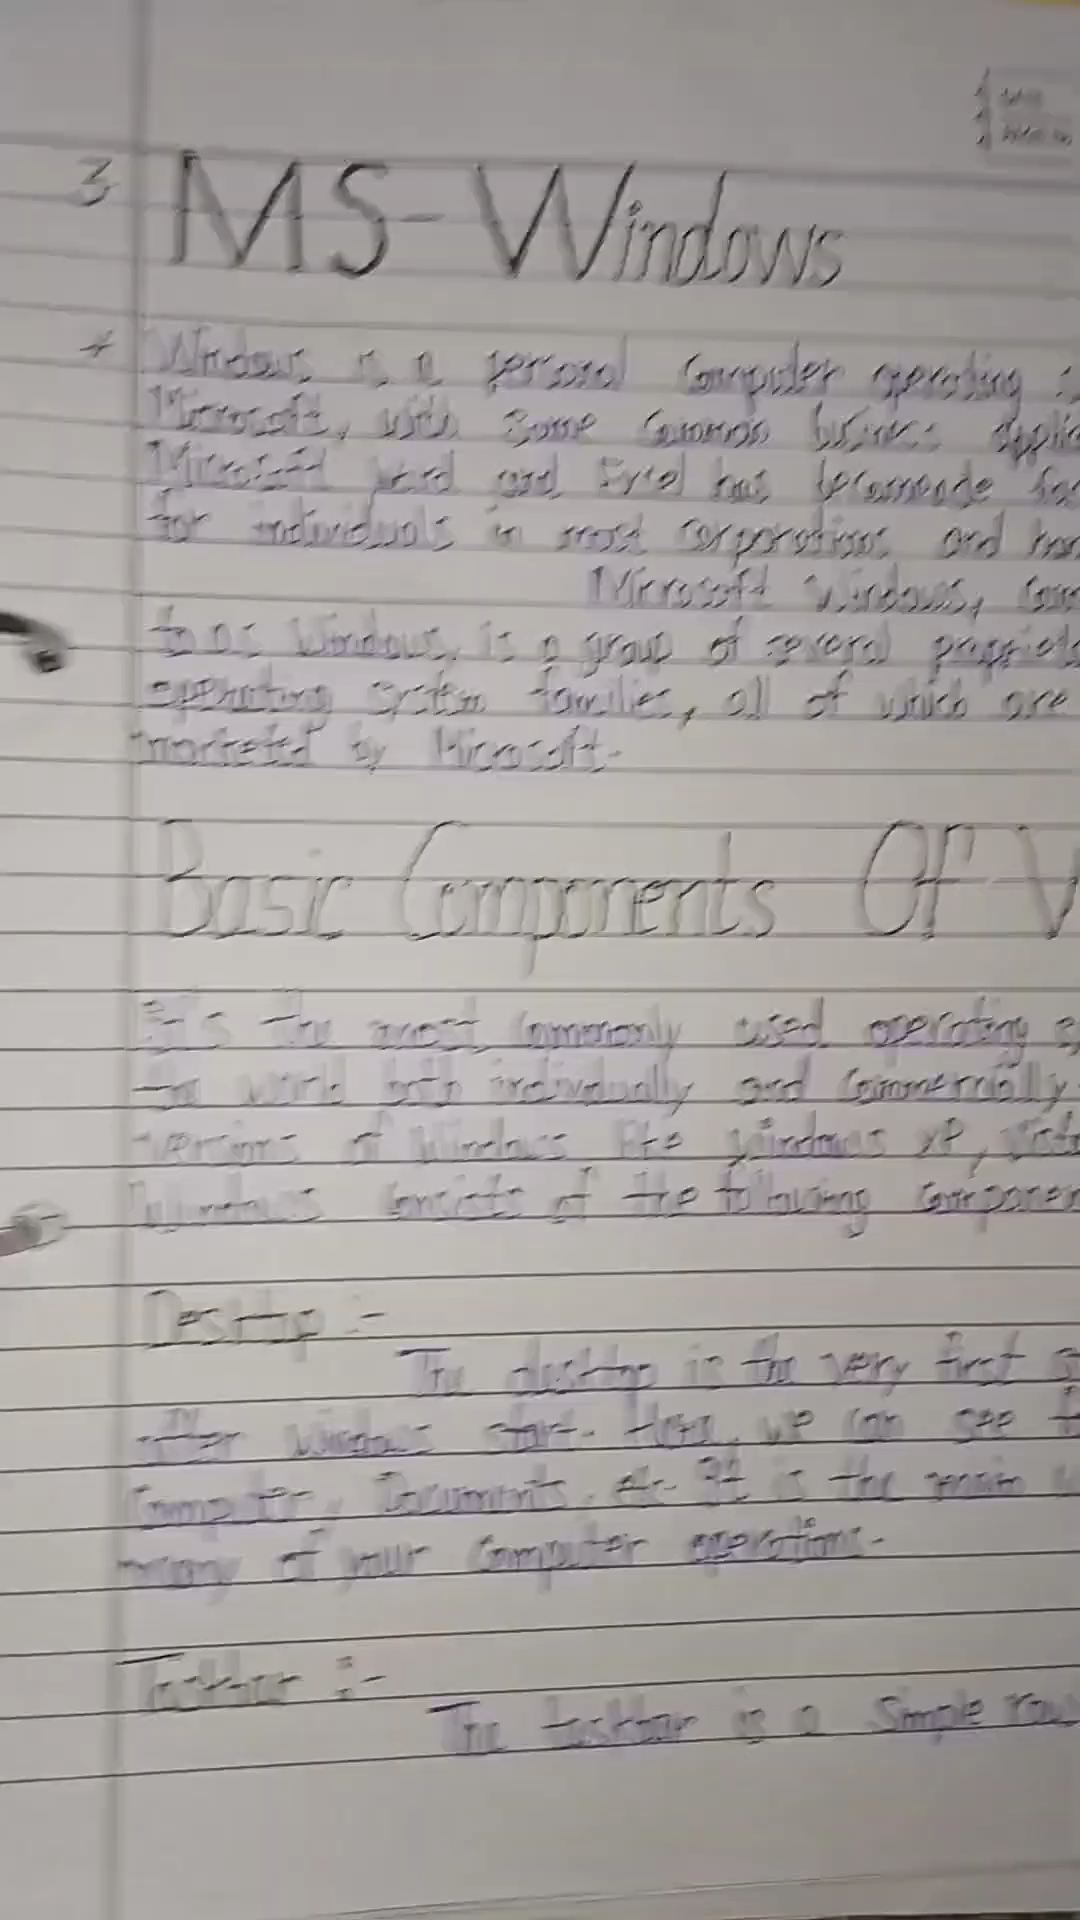 3 MS-Windows
Windows is a personal Computer operating
Microsoft, with Some Common business
Microsoft word and Excel has becamende
for individuals in most corporations and
Microsoft Windows,
to as Windows, is a group of several
operating system families, all of which are
marketed by Microsoft.
Basic Components Of
It's the most commonly used operating
the world both individually and Commercially.
versions of Windows like windows XP,
Windows consists of the following
Desktop :-
The desktop is the very first
after windows start. Here, we can see
Computer, Documents, etc. It is the main
many of your Computer operations.
Taskbar :-
The taskbar is a Simple row